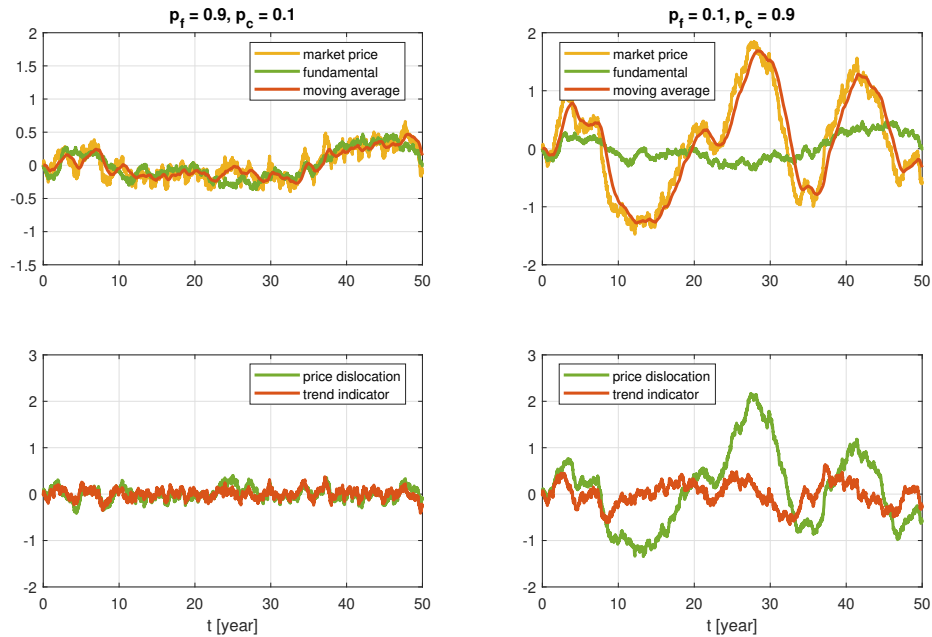 p_f = 0.9, p_c = 0.1
2
1.5
1
0.5
0
-0.5
-1
-1.5
0 10 20 30 40 50
market price
fundamental
moving average
p_f = 0.1, p_c = 0.9
2
1
0
-1
-2
0 10 20 30 40 50
market price
fundamental
moving average
3
2
1
0
-1
-2
0 10 20 30 40 50
t [year]
price dislocation
trend indicator
3
2
1
0
-1
-2
0 10 20 30 40 50
t [year]
price dislocation
trend indicator